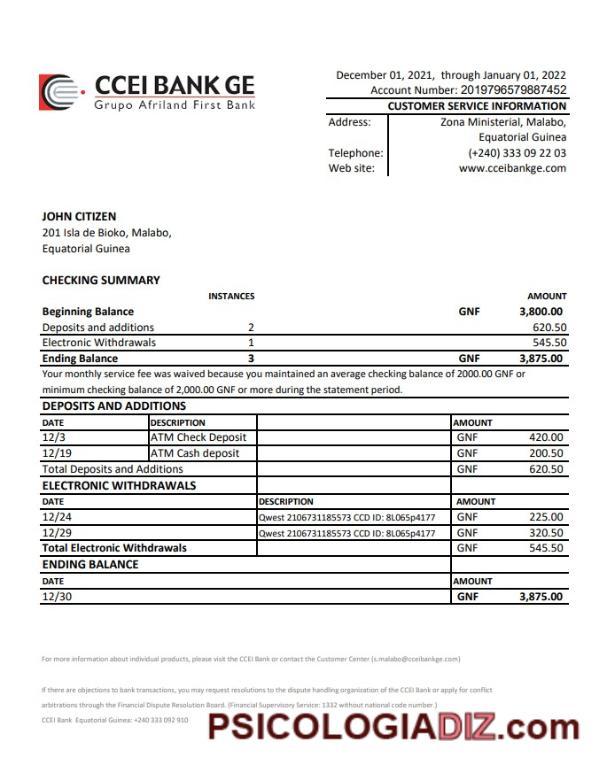 CCEI BANK GE
Grupo Afriland First Bank
December 01, 2021, through January 01, 2022
Account Number: 2019796579887452
CUSTOMER SERVICE INFORMATION
Address: Zona Ministerial, Malabo,
Equatorial Guinea
Telephone: (+240) 333 09 22 03
Web site: www.cceibankge.com
JOHN CITIZEN
201 Isla de Bioko, Malabo,
Equatorial Guinea
CHECKING SUMMARY
INSTANCES AMOUNT
Beginning Balance GNF 3,800.00
Deposits and additions 2 620.50
Electronic Withdrawals 1 545.50
Ending Balance 3 GNF 3,875.00
Your monthly service fee was waived because you maintained an average checking balance of 2000.00 GNF or
minimum checking balance of 2,000.00 GNF or more during the statement period.
DEPOSITS AND ADDITIONS
DATE DESCRIPTION AMOUNT
12/3 ATM Check Deposit GNF 420.00
12/19 ATM Cash deposit GNF 200.50
Total Deposits and Additions GNF 620.50
ELECTRONIC WITHDRAWALS
DATE DESCRIPTION AMOUNT
12/24 Qwest 2106731185573 CCD ID: 8L065p4177 GNF 225.00
12/29 Qwest 2106731185573 CCD ID: 8L065p4177 GNF 320.50
Total Electronic Withdrawals GNF 545.50
ENDING BALANCE
DATE AMOUNT
12/30 GNF 3,875.00
For more information about individual products, please visit the CCEI Bank or contact the Customer Center (s.malabo@cceibankge.com)
If there are objections to bank transactions, you may request resolutions to the dispute handling organization of the CCEI Bank or apply for conflict
arbitrations through the Financial Dispute Resolution Board. (Financial Supervisory Service: 1332 without national code number.)
CCEI Bank Equatorial Guinea: +240 333 092 910
PSICOLOGIADIZ.com